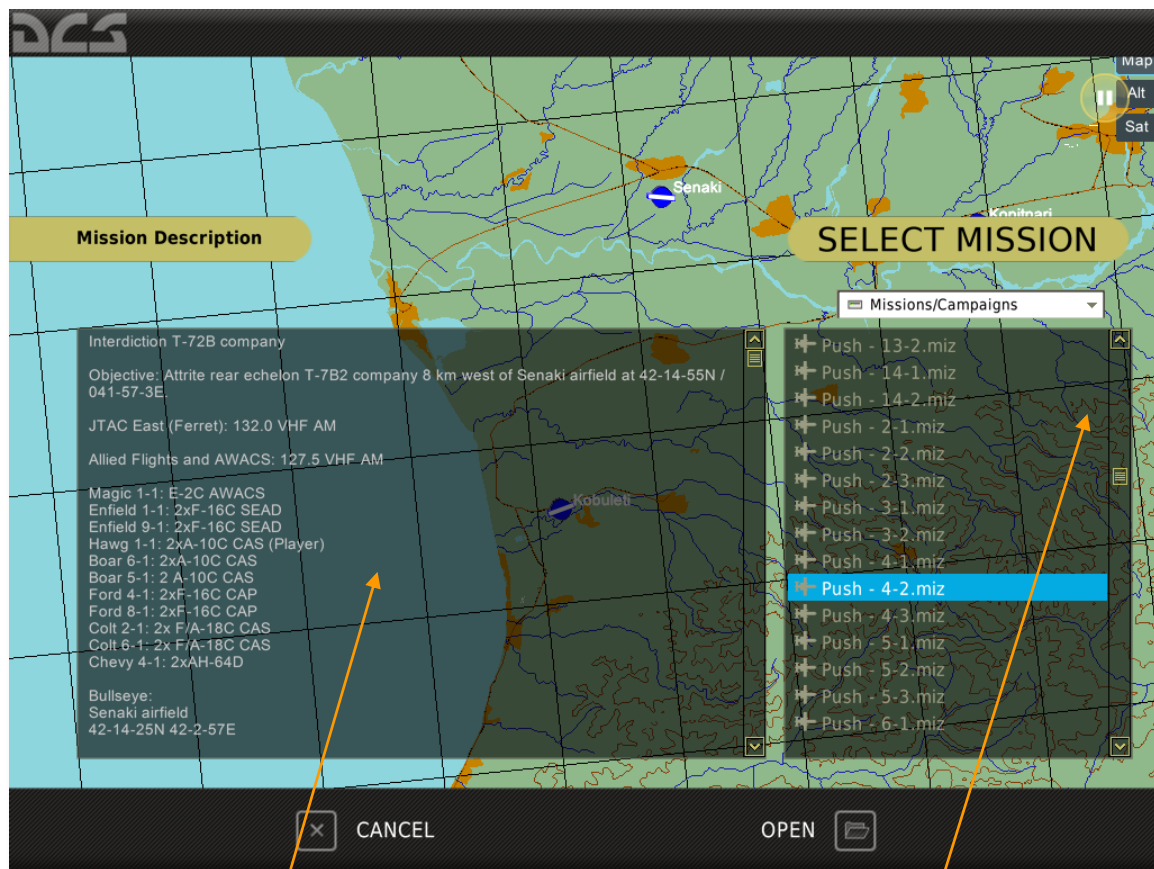 DCS
Map
Alt
Sat
Senaki
Kopitnari
Mission Description
SELECT MISSION
Missions/Campaigns
Interdiction T-72B company
Objective: Attrite rear echelon T-7B2 company 8 km west of Senaki airfield at 42-14-55N /
041-57-3E.
JTAC East (Ferret): 132.0 VHF AM
Allied Flights and AWACS: 127.5 VHF AM
Magic 1-1: E-2C AWACS
Enfield 1-1: 2xF-16C SEAD
Enfield 9-1: 2xF-16C SEAD
Hawg 1-1: 2xA-10C CAS (Player)
Boar 6-1: 2xA-10C CAS
Boar 5-1: 2 A-10C CAS
Ford 4-1: 2xF-16C CAP
Ford 8-1: 2xF-16C CAP
Colt 2-1: 2x F/A-18C CAS
Colt 6-1: 2x F/A-18C CAS
Chevy 4-1: 2xAH-64D
Bullseye:
Senaki airfield
42-14-25N 42-2-57E
Kobuleti
Push - 13-2.miz
Push - 14-1.miz
Push - 14-2.miz
Push - 2-1.miz
Push - 2-2.miz
Push - 2-3.miz
Push - 3-1.miz
Push - 3-2.miz
Push - 4-1.miz
Push - 4-2.miz
Push - 4-3.miz
Push - 5-1.miz
Push - 5-2.miz
Push - 5-3.miz
Push - 6-1.miz
CANCEL
OPEN